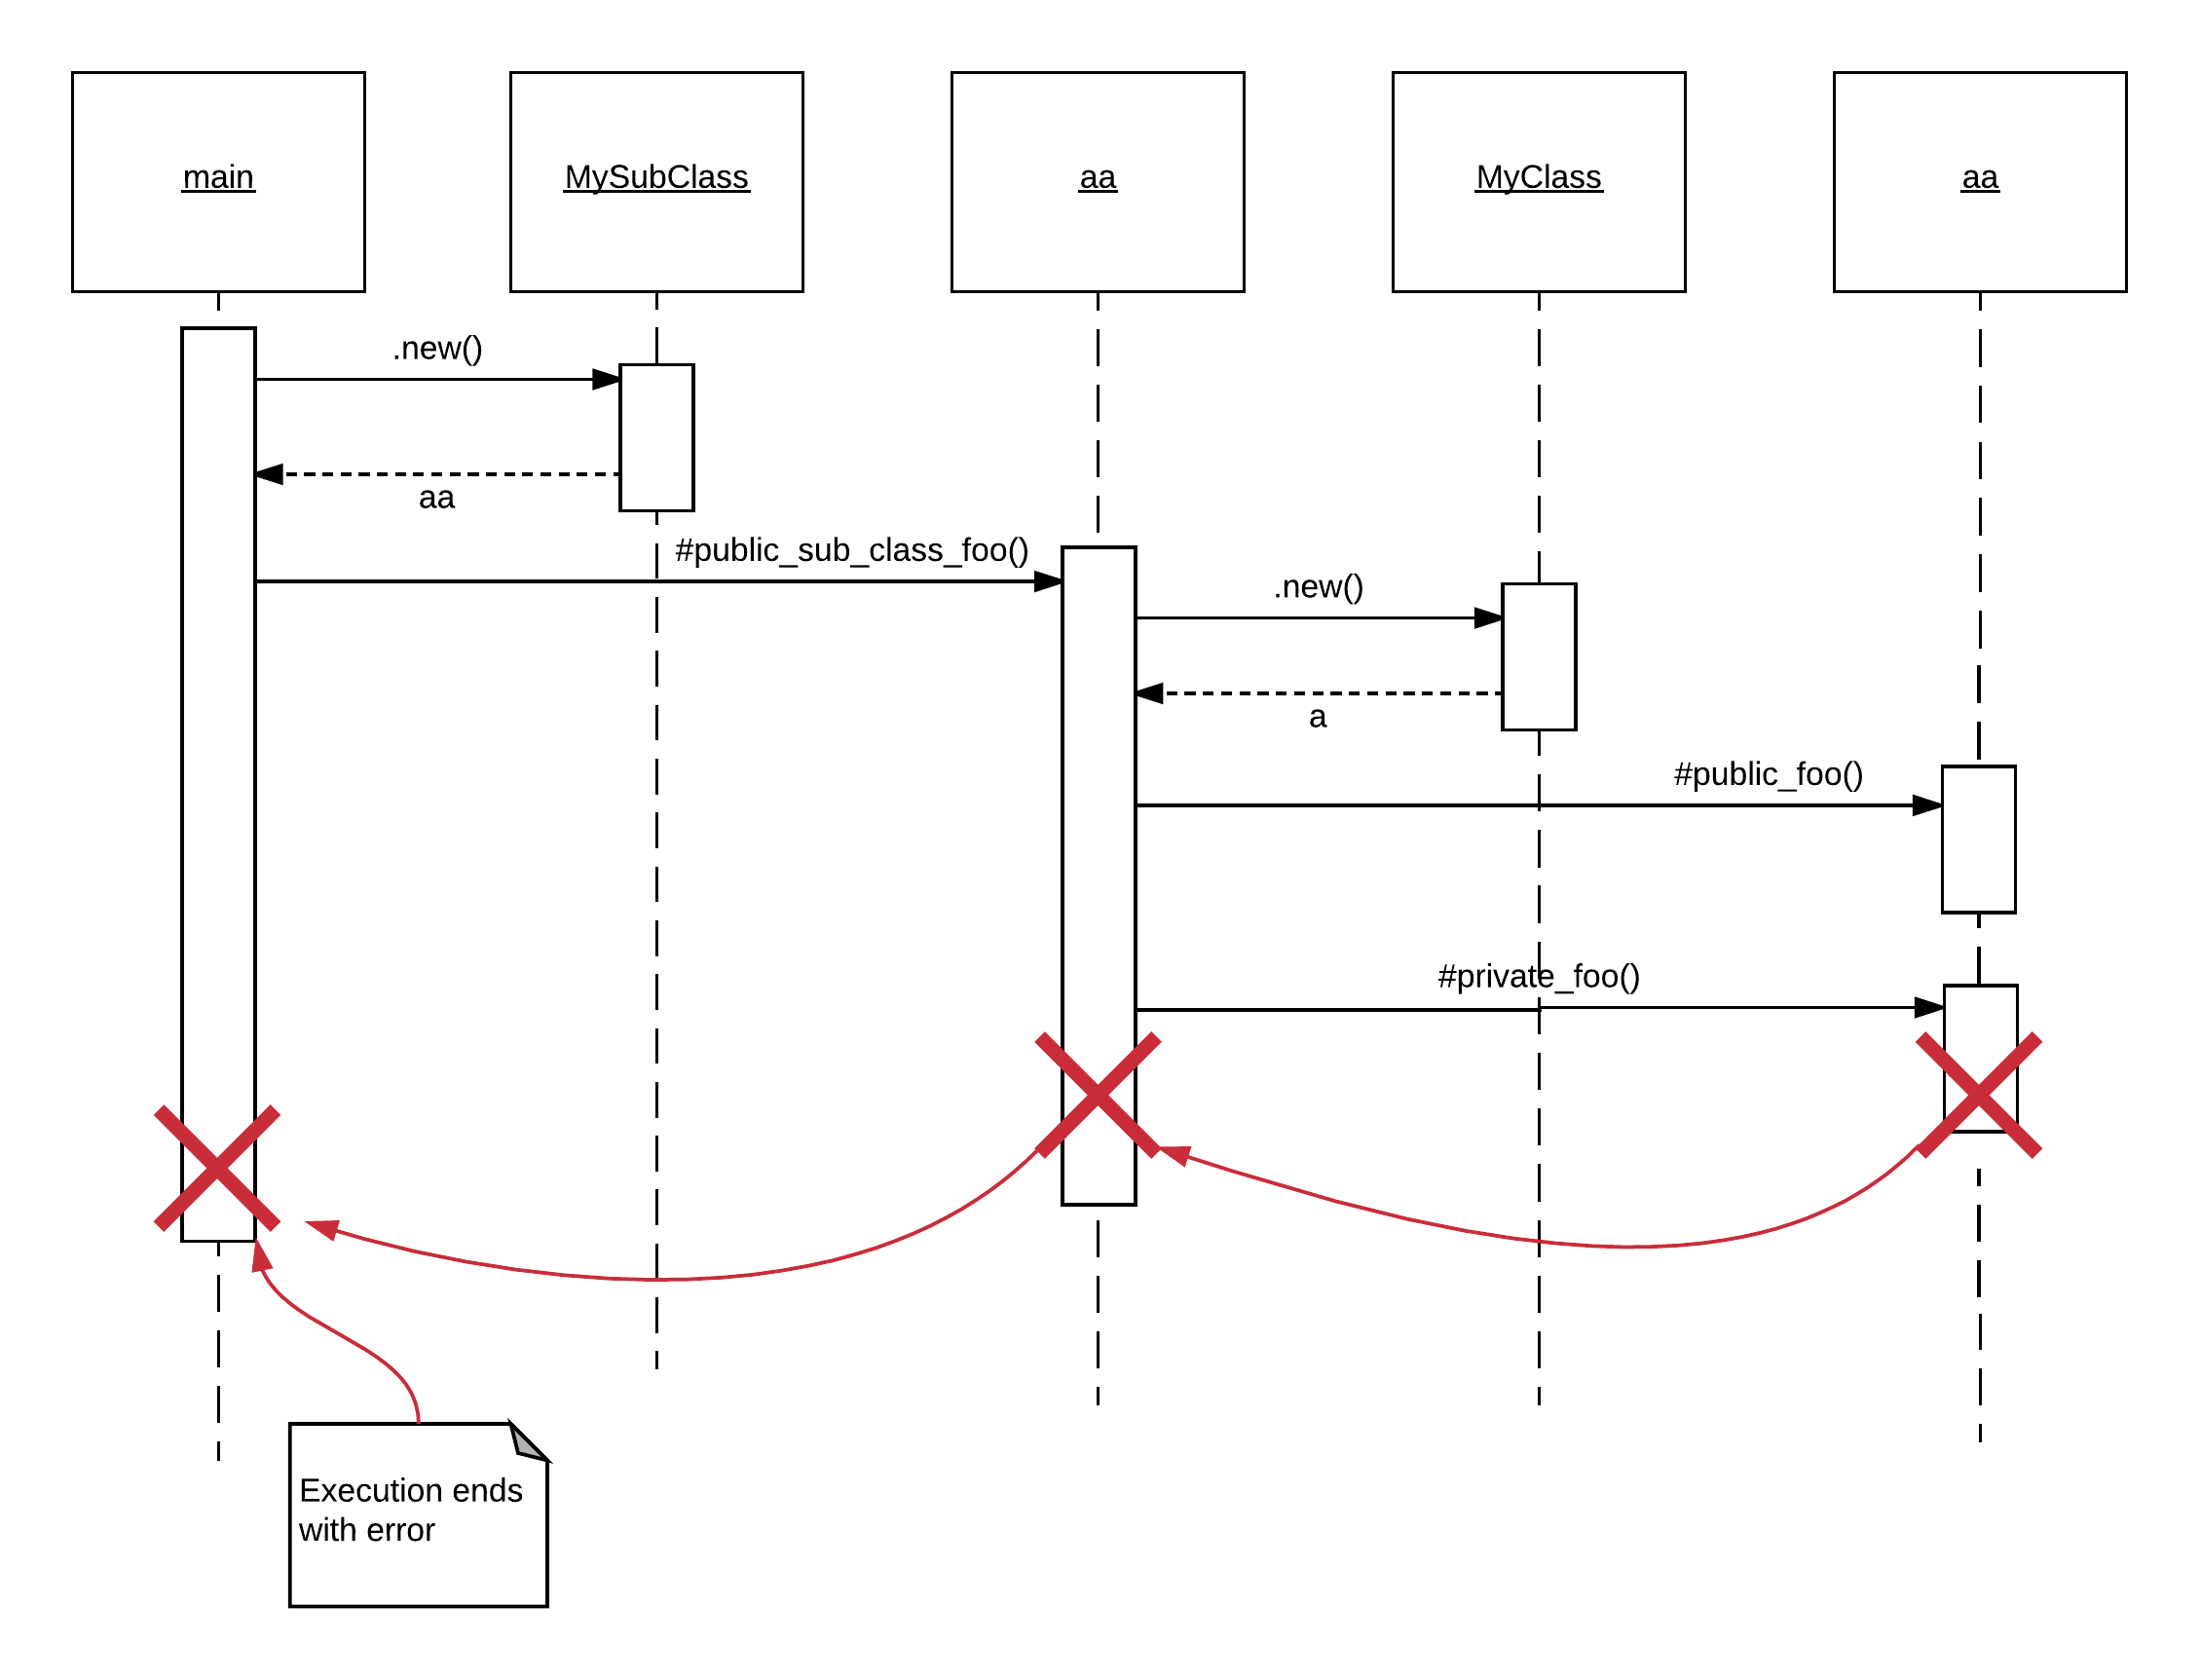 main
MySubClass
aa
MyClass
aa
.new()
aa
#public_sub_class_foo()
.new()
a
#public_foo()
#private_foo()
Execution ends
with error